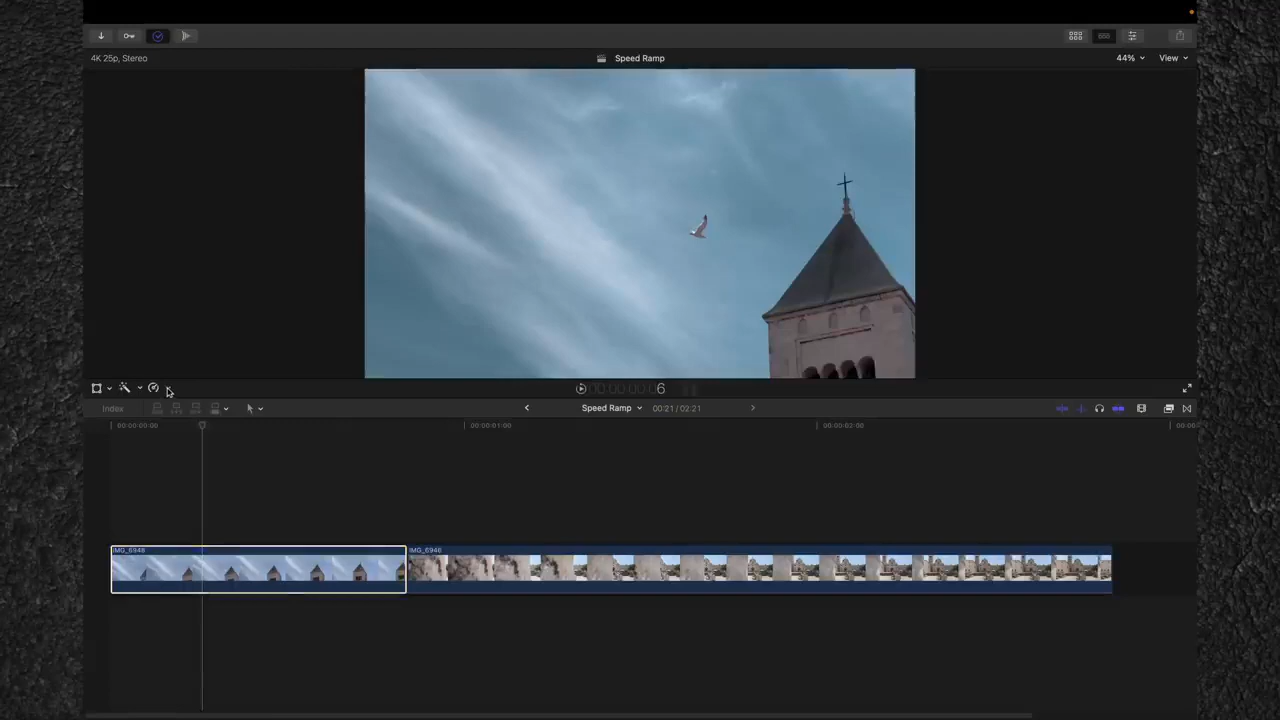 4K 25p, Stereo
Speed Ramp
44%
View
6
Index
Speed Ramp
00:21 / 02:21
00:00:00:00
00:00:01:00
00:00:02:00
IMG_6948
IMG_6946